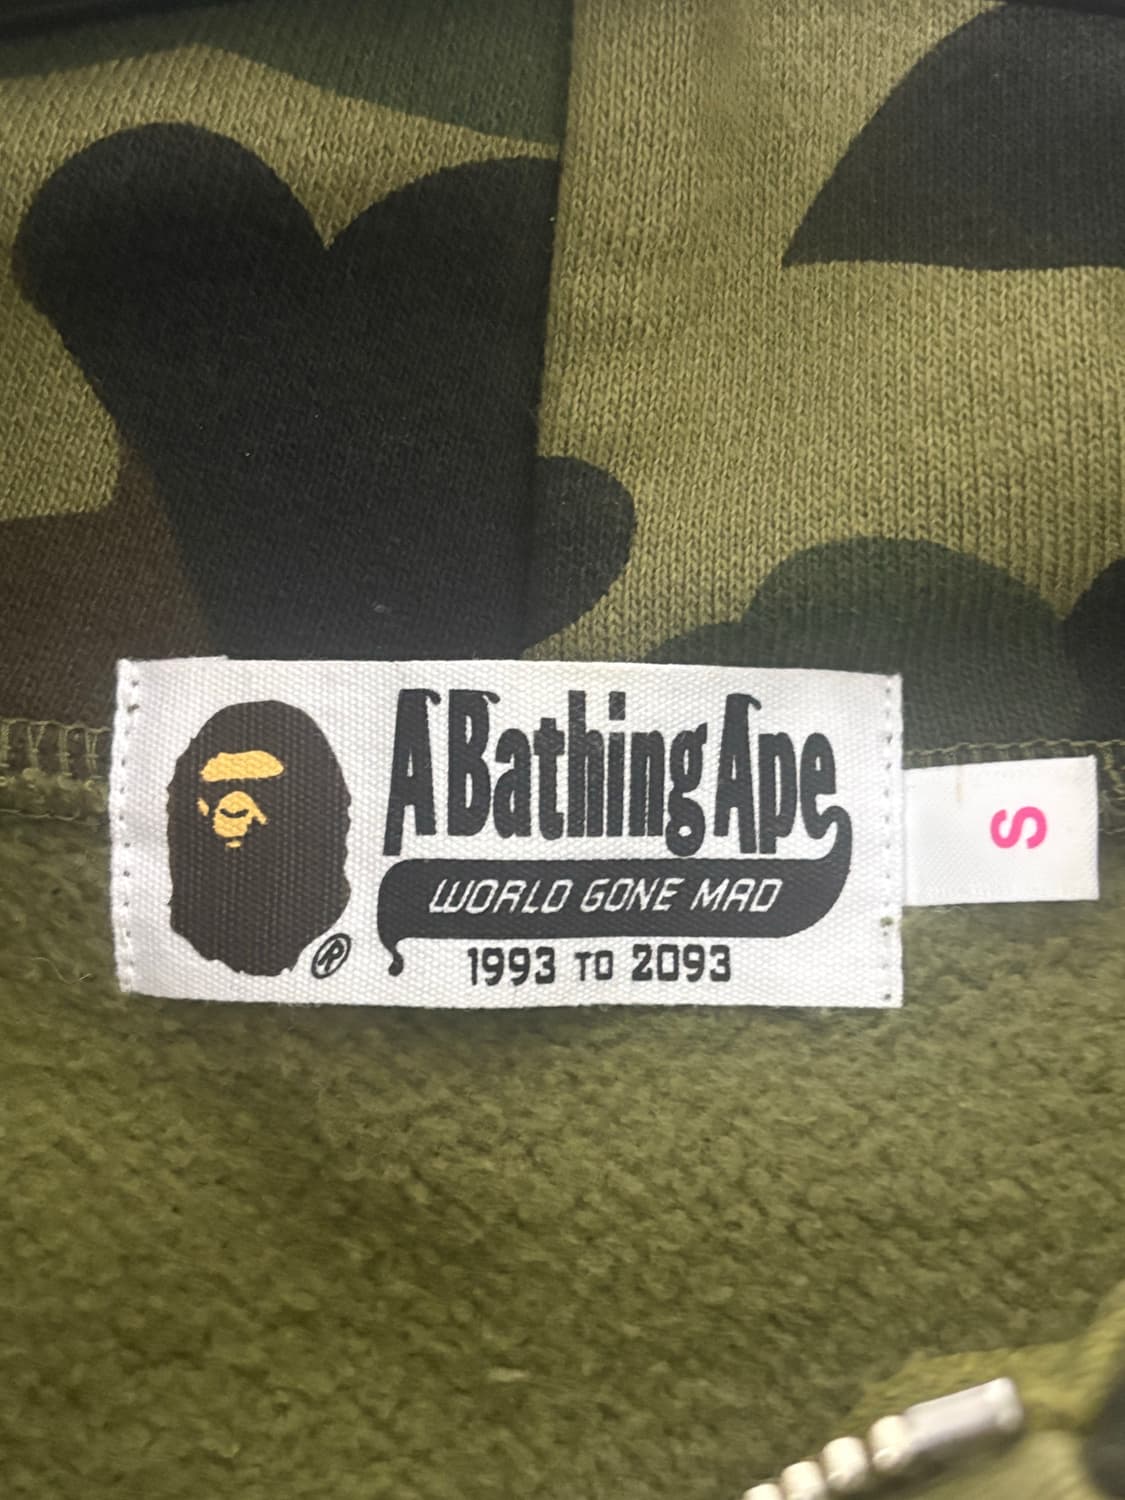 A Bathing Ape
WORLD GONE MAD
1993 TO 2093
®
S